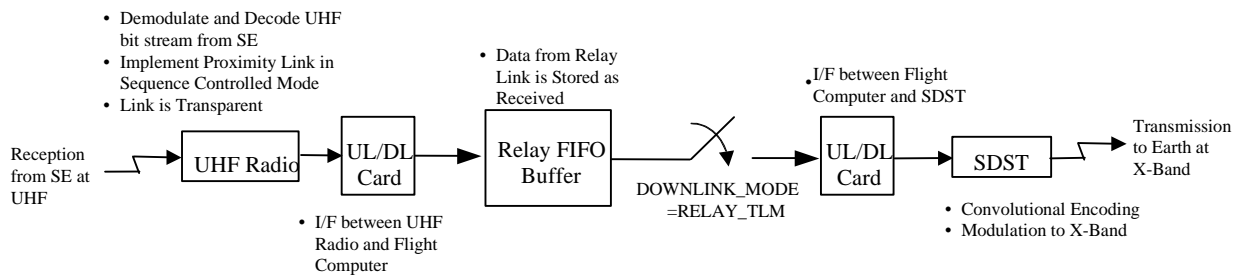 • Demodulate and Decode UHF
bit stream from SE
• Implement Proximity Link in
Sequence Controlled Mode
• Link is Transparent
• Data from Relay
Link is Stored as
Received
• I/F between Flight
Computer and SDST
Reception
from SE at
UHF
UHF Radio
UL/DL
Card
Relay FIFO
Buffer
DOWNLINK_MODE
=RELAY_TLM
UL/DL
Card
SDST
Transmission
to Earth at
X-Band
• I/F between UHF
Radio and Flight
Computer
• Convolutional Encoding
• Modulation to X-Band